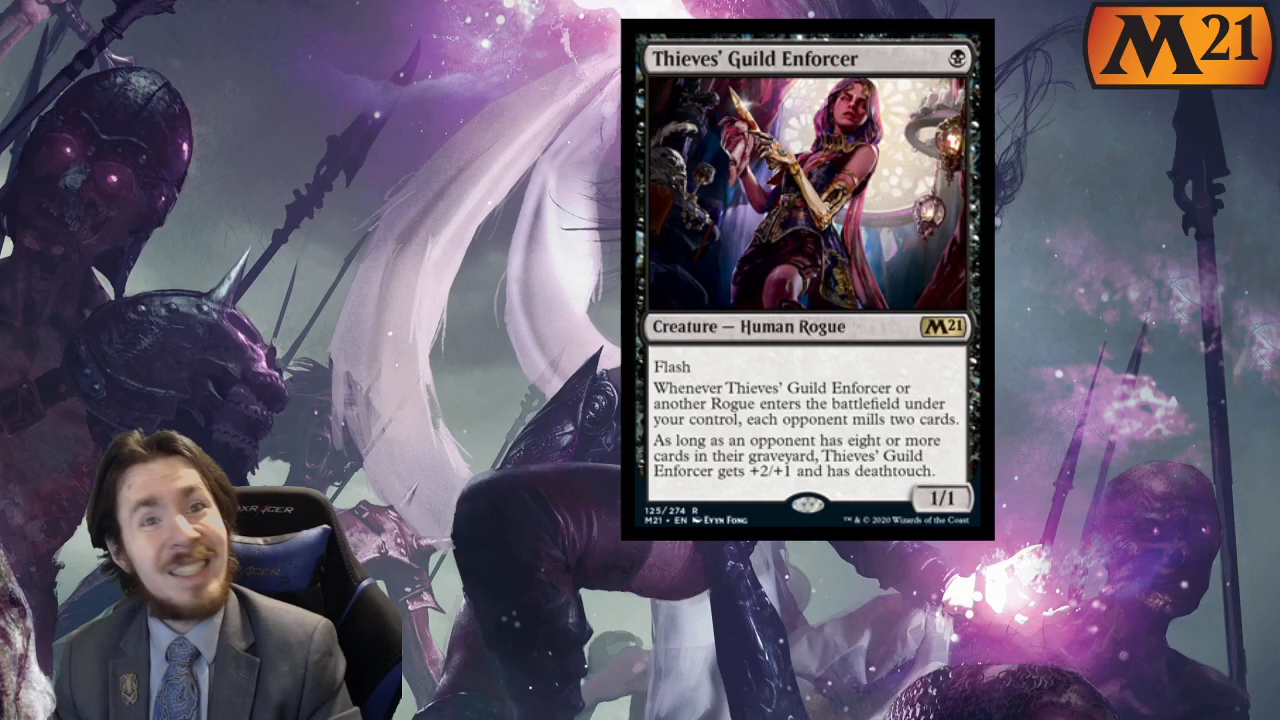 M21
Thieves' Guild Enforcer
Creature — Human Rogue
M21
Flash
Whenever Thieves' Guild Enforcer or
another Rogue enters the battlefield under
your control, each opponent mills two cards.
As long as an opponent has eight or more
cards in their graveyard, Thieves' Guild
Enforcer gets +2/+1 and has deathtouch.
1/1
125/274 R
M21 • EN Evyn Fong
™ & © 2020 Wizards of the Coast